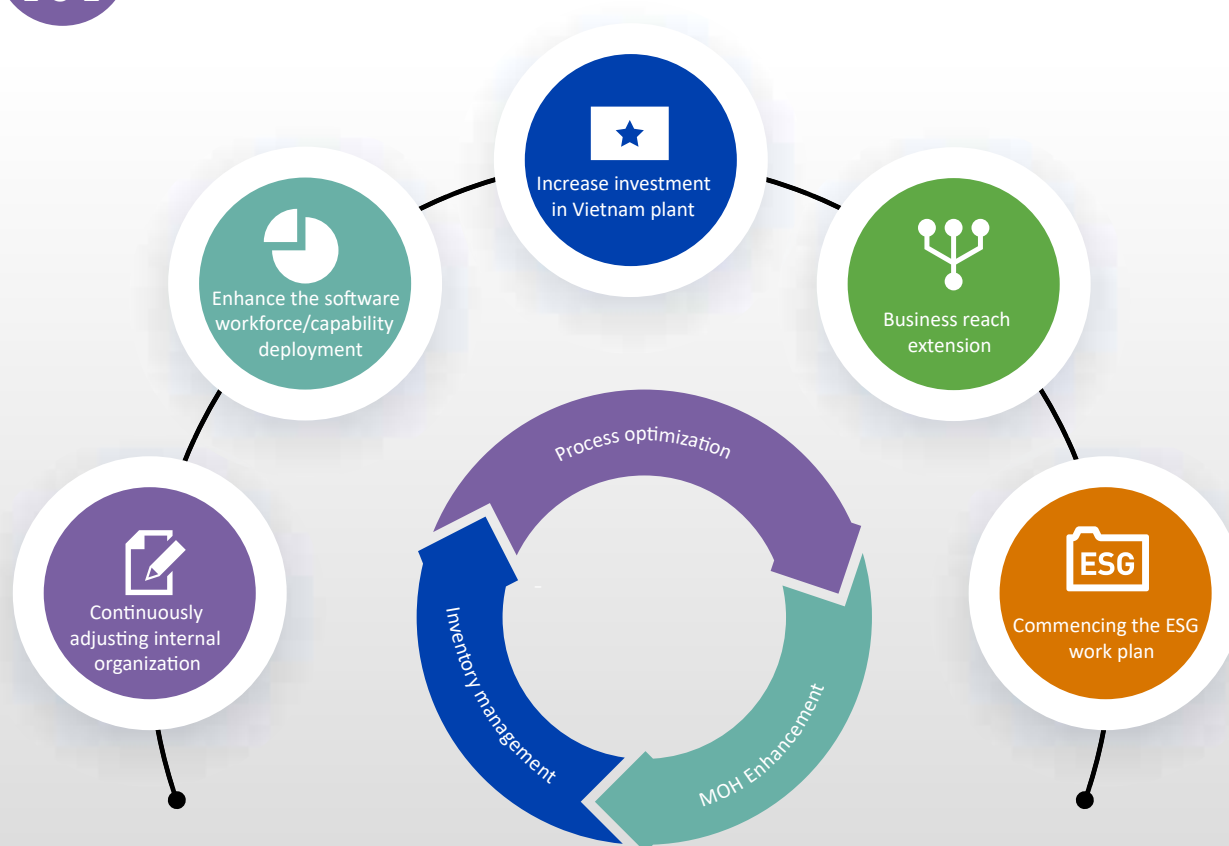 Increase investment
in Vietnam plant
Enhance the software
workforce/capability
deployment
Business reach
extension
Continuously
adjusting internal
organization
ESG
Commencing the ESG
work plan
Process optimization
MOH Enhancement
Inventory management